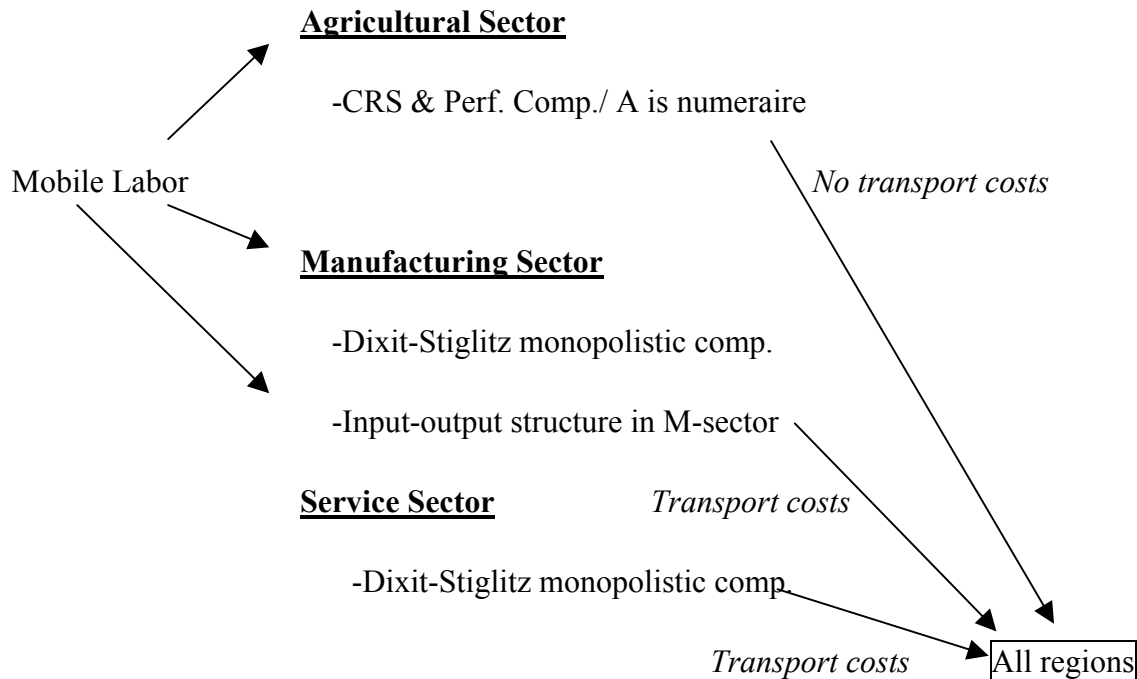 Agricultural Sector
-CRS & Perf. Comp./ A is numeraire
Mobile Labor
No transport costs
Manufacturing Sector
-Dixit-Stiglitz monopolistic comp.
-Input-output structure in M-sector
Service Sector
Transport costs
-Dixit-Stiglitz monopolistic comp.
Transport costs
All regions